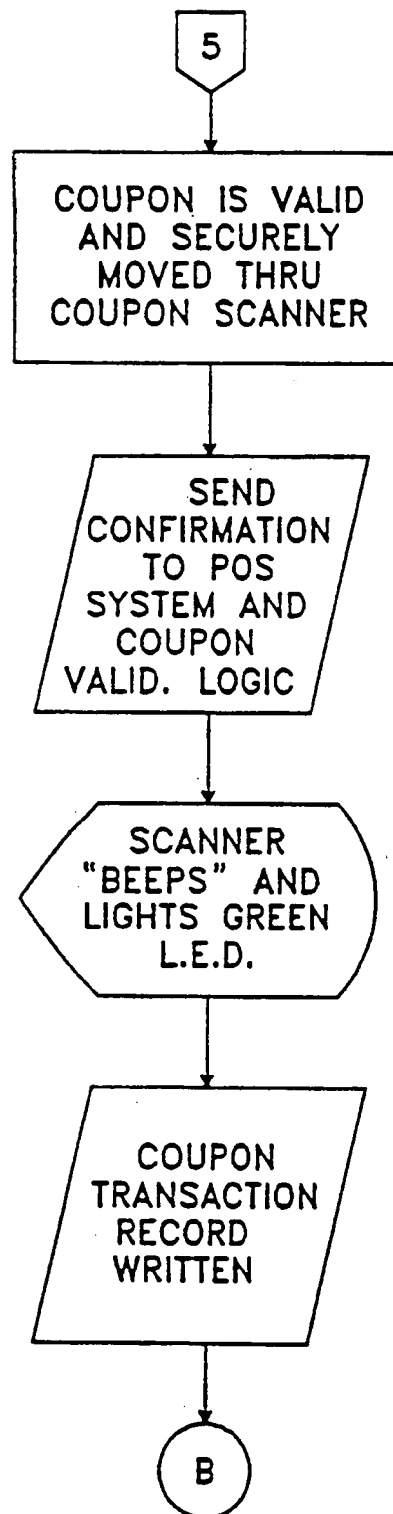 5
COUPON IS VALID
AND SECURELY
MOVED THRU
COUPON SCANNER
SEND
CONFIRMATION
TO POS
SYSTEM AND
COUPON
VALID. LOGIC
SCANNER
“BEEPS” AND
LIGHTS GREEN
L.E.D.
COUPON
TRANSACTION
RECORD
WRITTEN
B